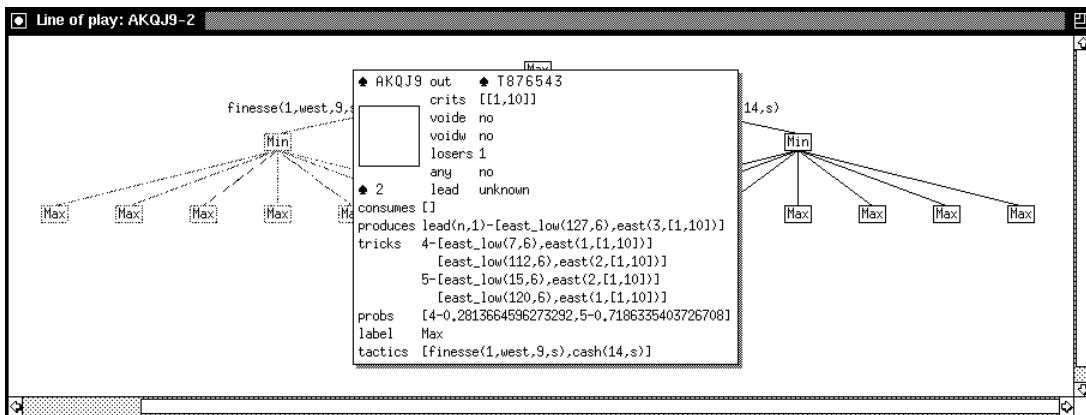 Line of play: AKQJ9-2
Max
♠ AKQJ9 out ♠ T876543
crits [[1,10]]
finesse(1,west,9,s 14,s)
voide no
Min voidw no Min
losers 1
any no
♠ 2 lead unknown
Max Max Max Max Ma Max Max Max Max
consumes []
produces lead(n,1)-[east_low(127,6),east(3,[1,10])]
tricks 4-[east_low(7,6),east(1,[1,10])]
[east_low(112,6),east(2,[1,10])]
5-[east_low(15,6),east(2,[1,10])]
[east_low(120,6),east(1,[1,10])]
probs [4-0.2813664596273292,5-0.7186335403726708]
label Max
tactics [finesse(1,west,9,s),cash(14,s)]